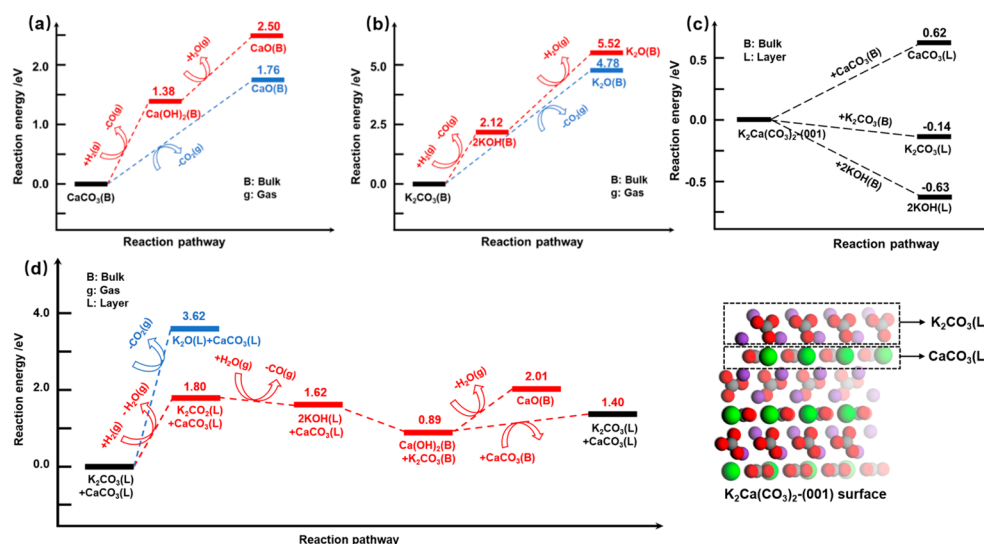 (a)
Reaction energy /eV
2.0
1.0
0.0
CaCO₃(B)
+H₂(g)
-CO(g)
1.38
Ca(OH)₂(B)
-H₂O(g)
2.50
CaO(B)
1.76
CaO(B)
-CO₂(g)
B: Bulk
g: Gas
Reaction pathway
(b)
Reaction energy /eV
5.0
2.5
0.0
K₂CO₃(B)
+H₂(g)
-CO(g)
2.12
2KOH(B)
-H₂O(g)
5.52
K₂O(B)
4.78
K₂O(B)
-CO₂(g)
B: Bulk
g: Gas
Reaction pathway
(c)
Reaction energy /eV
B: Bulk
L: Layer
0.5
0.0
-0.5
K₂Ca(CO₃)₂-(001)
+CaCO₃(B)
0.62
CaCO₃(L)
+K₂CO₃(B)
-0.14
K₂CO₃(L)
+2KOH(B)
-0.63
2KOH(L)
Reaction pathway
(d)
B: Bulk
g: Gas
L: Layer
Reaction energy /eV
4.0
2.0
0.0
K₂CO₃(L)
+CaCO₃(L)
-CO₂(g)
3.62
K₂O(L)+CaCO₃(L)
+H₂(g)
- H₂O(g)
1.80
K₂CO₂(L)
+CaCO₃(L)
+H₂O(g)
-CO(g)
1.62
2KOH(L)
+CaCO₃(L)
0.89
Ca(OH)₂(B)
+K₂CO₃(B)
-H₂O(g)
2.01
CaO(B)
+CaCO₃(B)
1.40
K₂CO₃(L)
+CaCO₃(L)
Reaction pathway
K₂CO₃(L
CaCO₃(L
K₂Ca(CO₃)₂-(001) surface